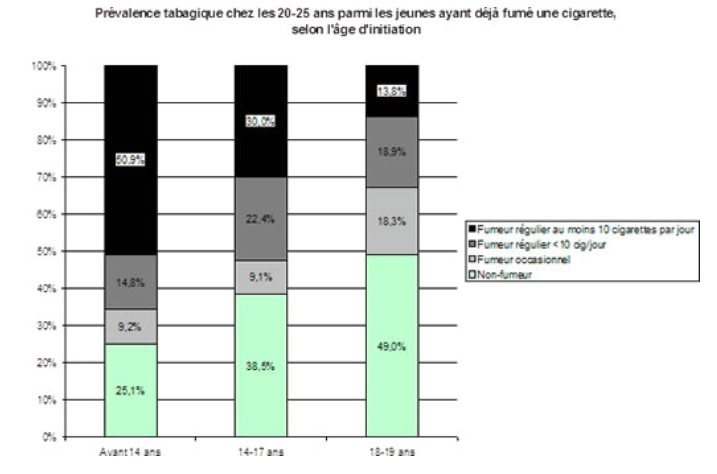 Prévalence tabagique chez les 20-25 ans parmi les jeunes ayant déjà fumé une cigarette,
selon l'âge d'initiation
100%
90%
80%
70%
60%
50%
40%
30%
20%
10%
0%
50,9%
14,8%
9,2%
25,1%
30,0%
22,4%
9,1%
38,5%
13,8%
18,9%
18,3%
49,0%
Avant 14 ans
14-17 ans
18-19 ans
Fumeur régulier au moins 10 cigarettes par jour
Fumeur régulier <10 cig/jour
Fumeur occasionnel
Non-fumeur